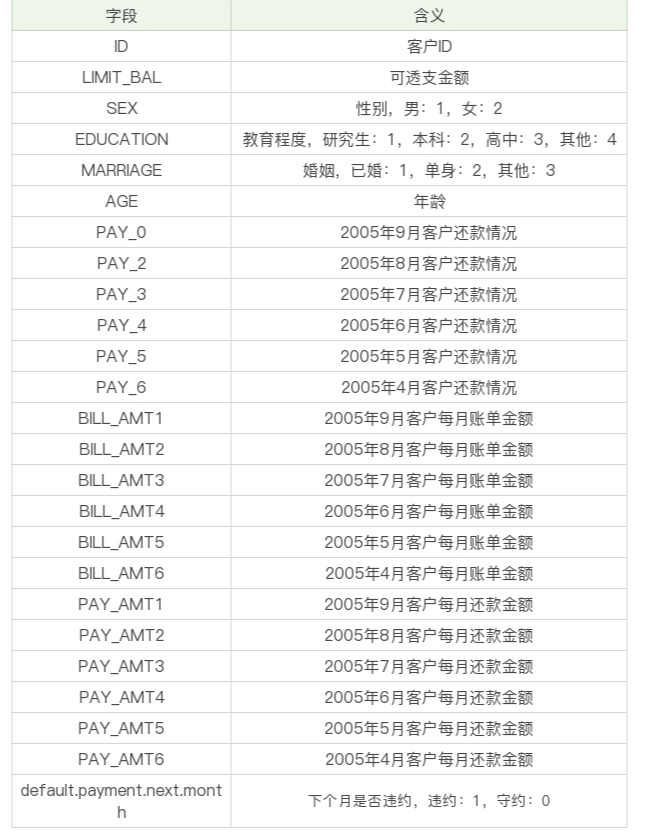 字段 含义
ID 客户ID
LIMIT_BAL 可透支金额
SEX 性别，男：1，女：2
EDUCATION 教育程度，研究生：1，本科：2，高中：3，其他：4
MARRIAGE 婚姻，已婚：1，单身：2，其他：3
AGE 年龄
PAY_0 2005年9月客户还款情况
PAY_2 2005年8月客户还款情况
PAY_3 2005年7月客户还款情况
PAY_4 2005年6月客户还款情况
PAY_5 2005年5月客户还款情况
PAY_6 2005年4月客户还款情况
BILL_AMT1 2005年9月客户每月账单金额
BILL_AMT2 2005年8月客户每月账单金额
BILL_AMT3 2005年7月客户每月账单金额
BILL_AMT4 2005年6月客户每月账单金额
BILL_AMT5 2005年5月客户每月账单金额
BILL_AMT6 2005年4月客户每月账单金额
PAY_AMT1 2005年9月客户每月还款金额
PAY_AMT2 2005年8月客户每月还款金额
PAY_AMT3 2005年7月客户每月还款金额
PAY_AMT4 2005年6月客户每月还款金额
PAY_AMT5 2005年5月客户每月还款金额
PAY_AMT6 2005年4月客户每月还款金额
default.payment.next.mont
h 下个月是否违约，违约：1，守约：0